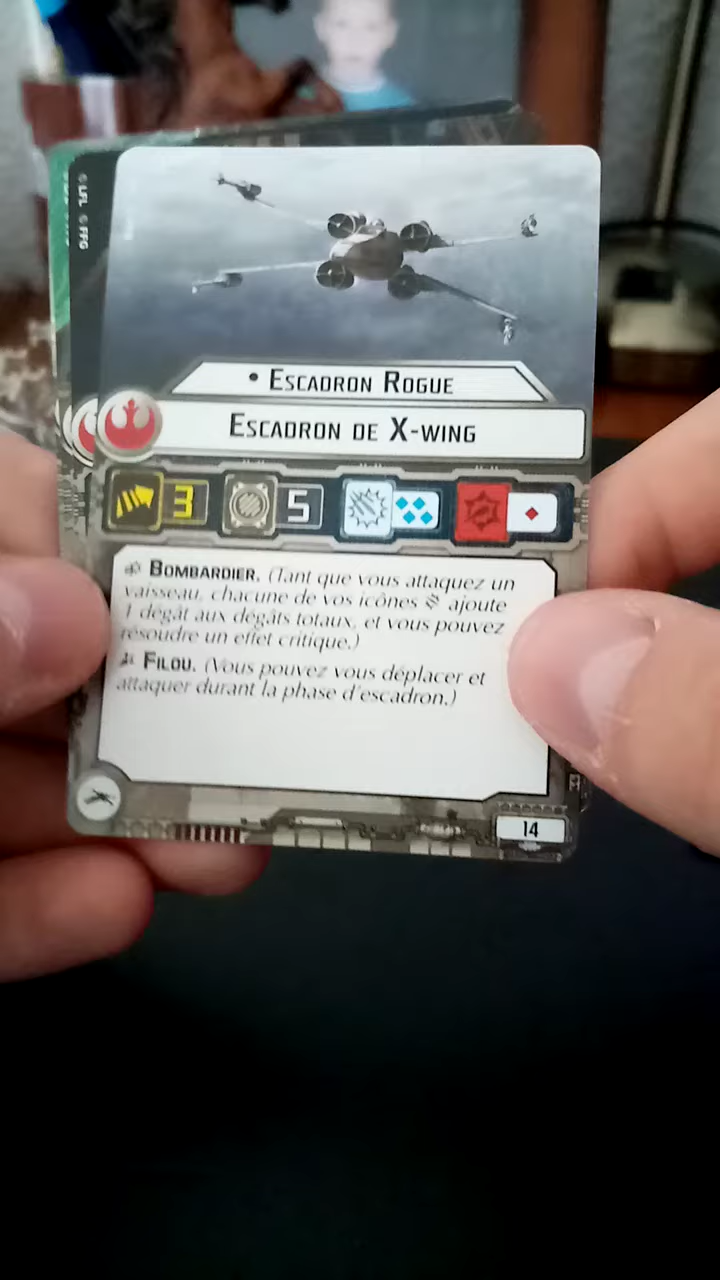 © LFL © FFG
• Escadron Rogue
Escadron de X-wing
3 5
Bombardier. (Tant que vous attaquez un
vaisseau, chacune de vos icônes ajoute
1 dégât aux dégâts totaux, et vous pouvez
résoudre un effet critique.)
Filou. (Vous pouvez vous déplacer et
attaquer durant la phase d'escadron.)
14